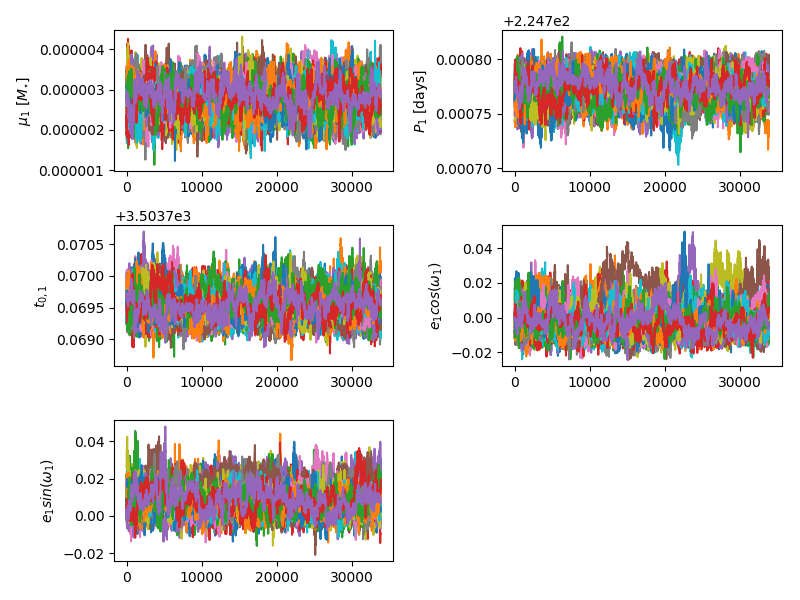 +2.247e2
μ₁ [M⋆]
0.000004
0.000003
0.000002
0.000001
0 10000 20000 30000
P₁ [days]
0.00080
0.00075
0.00070
0 10000 20000 30000
+3.5037e3
t₀,₁
0.0705
0.0700
0.0695
0.0690
0 10000 20000 30000
e₁cos(ω₁)
0.04
0.02
0.00
−0.02
0 10000 20000 30000
e₁sin(ω₁)
0.04
0.02
0.00
−0.02
0 10000 20000 30000